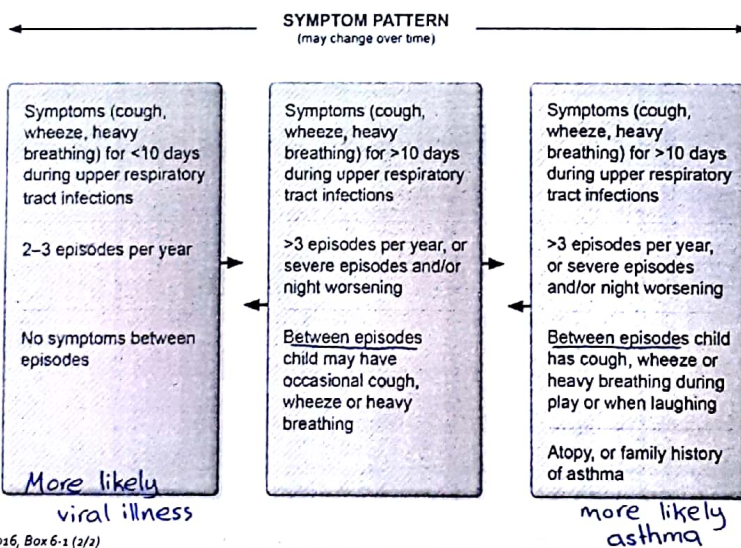 SYMPTOM PATTERN
(may change over time)
Symptoms (cough,
wheeze, heavy
breathing) for <10 days
during upper respiratory
tract infections
2–3 episodes per year
No symptoms between
episodes
More likely
viral illness
Symptoms (cough,
wheeze, heavy
breathing) for >10 days
during upper respiratory
tract infections
>3 episodes per year, or
severe episodes and/or
night worsening
Between episodes
child may have
occasional cough,
wheeze or heavy
breathing
Symptoms (cough,
wheeze, heavy
breathing) for >10 days
during upper respiratory
tract infections
>3 episodes per year,
or severe episodes
and/or night worsening
Between episodes child
has cough, wheeze or
heavy breathing during
play or when laughing
Atopy, or family history
of asthma
more likely
asthma
016, Box 6-1 (2/2)